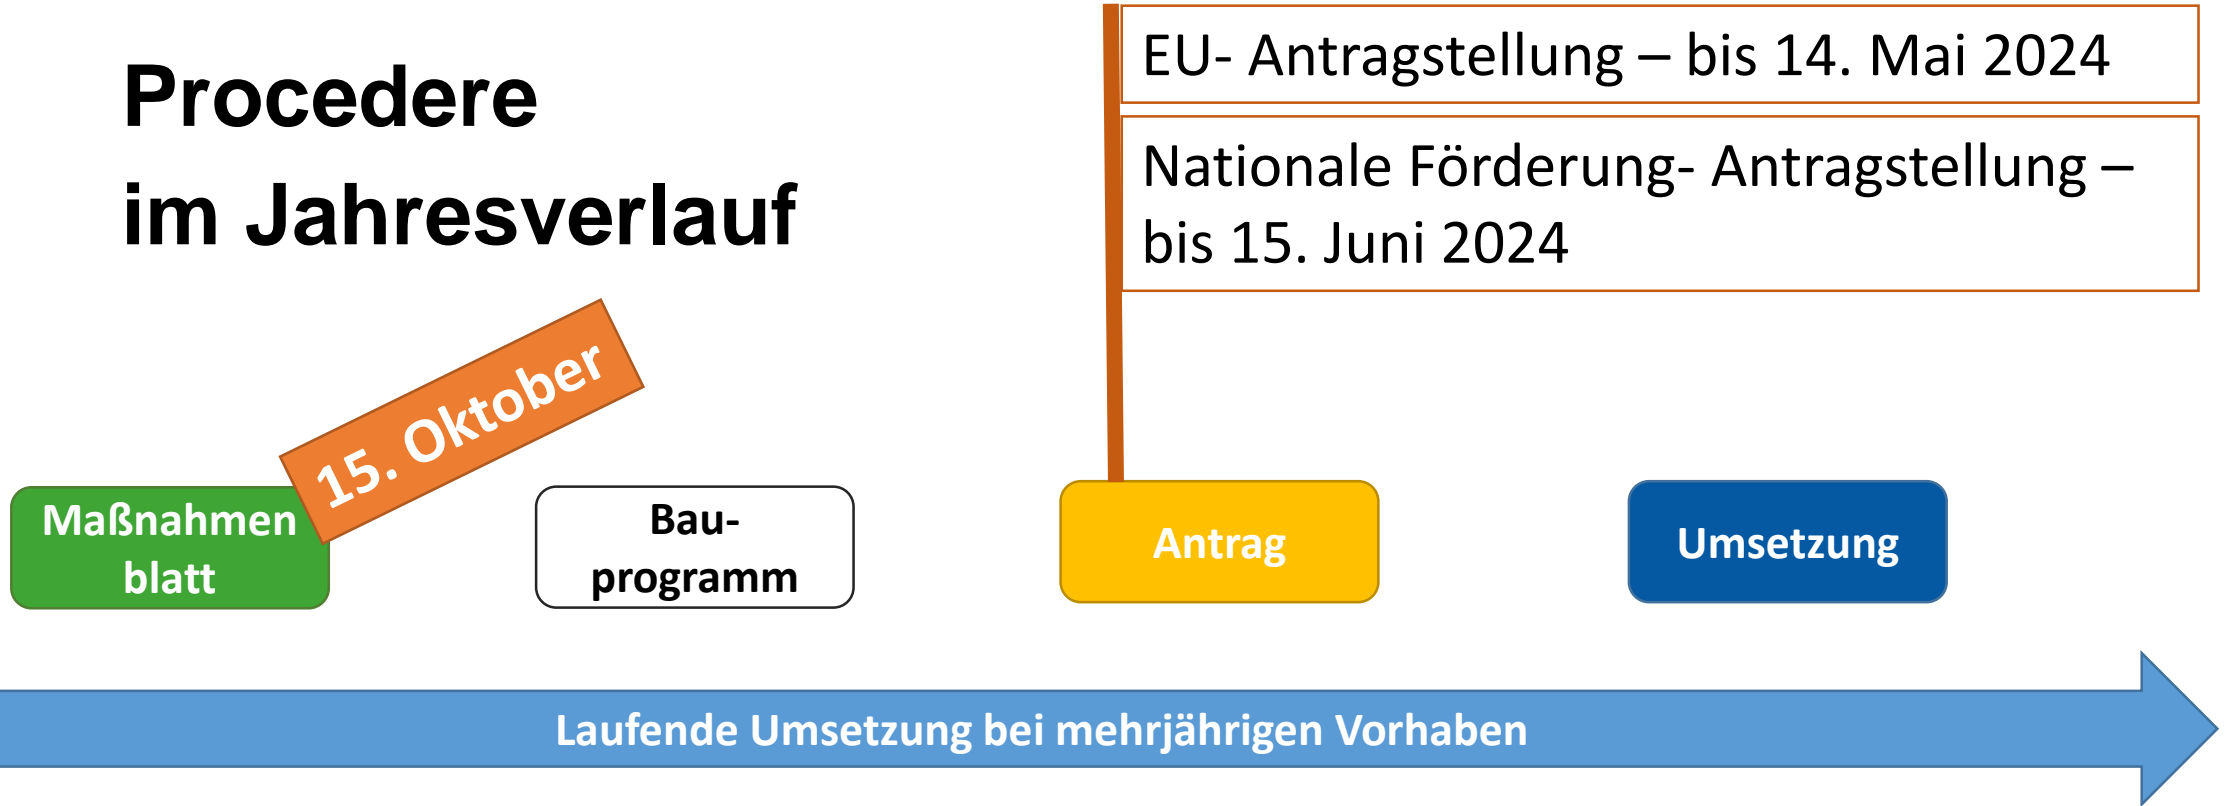 Procedere
im Jahresverlauf
EU- Antragstellung – bis 14. Mai 2024
Nationale Förderung- Antragstellung –
bis 15. Juni 2024
15. Oktober
Maßnahmen
blatt
Bau-
programm
Antrag
Umsetzung
Laufende Umsetzung bei mehrjährigen Vorhaben